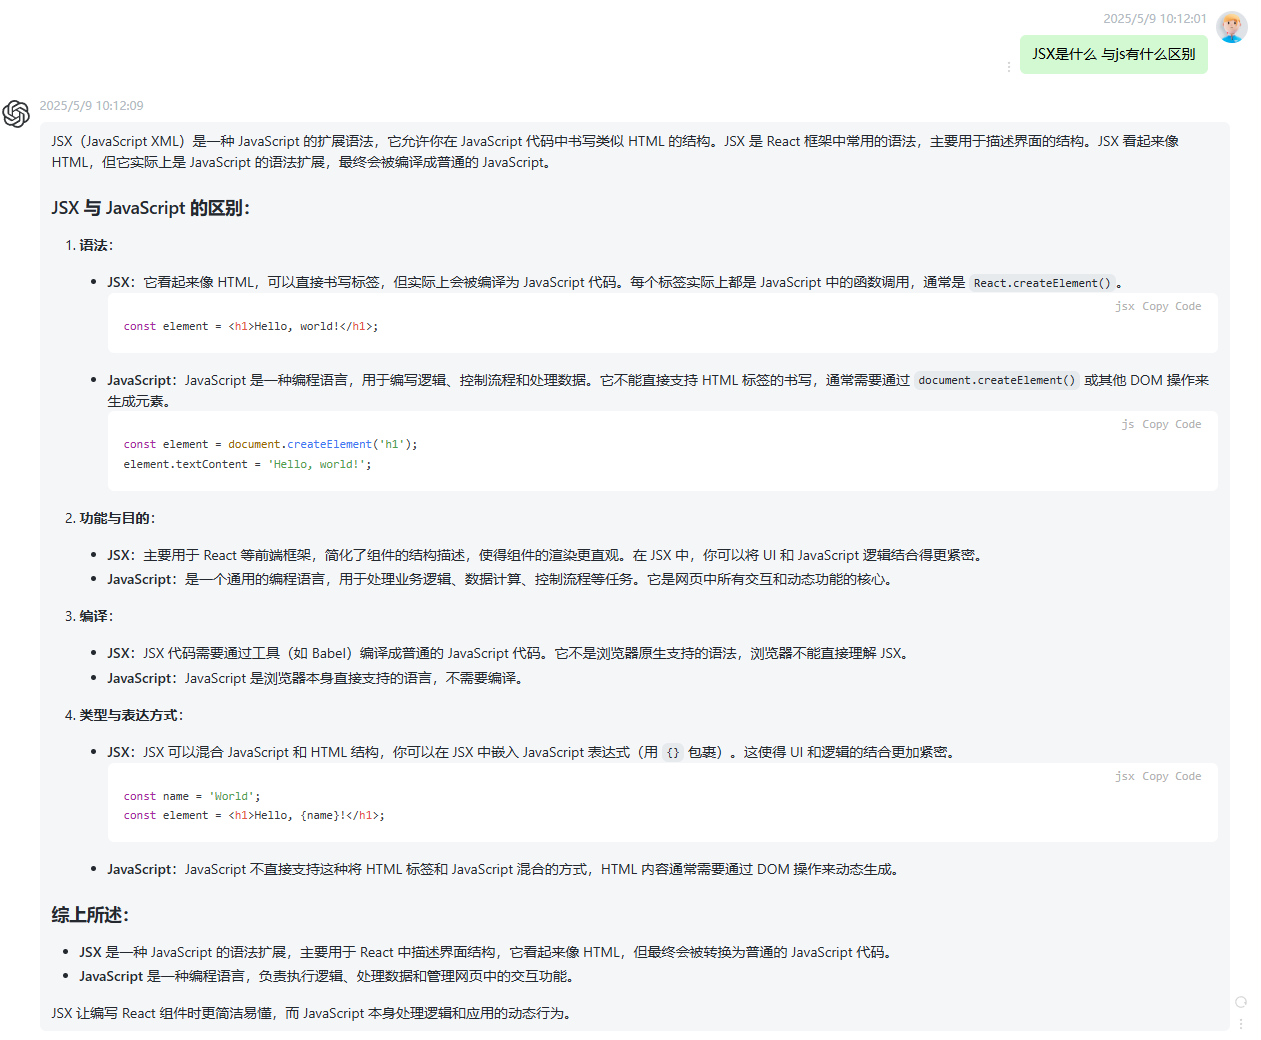 2025/5/9 10:12:01
JSX是什么 与js有什么区别
2025/5/9 10:12:09
JSX（JavaScript XML）是一种 JavaScript 的扩展语法，它允许你在 JavaScript 代码中书写类似 HTML 的结构。JSX 是 React 框架中常用的语法，主要用于描述界面的结构。JSX 看起来像
HTML，但它实际上是 JavaScript 的语法扩展，最终会被编译成普通的 JavaScript。
JSX 与 JavaScript 的区别：
1. 语法：
• JSX：它看起来像 HTML，可以直接书写标签，但实际上会被编译为 JavaScript 代码。每个标签实际上都是 JavaScript 中的函数调用，通常是 React.createElement() 。
jsx Copy Code
const element = <h1>Hello, world!</h1>;
• JavaScript：JavaScript 是一种编程语言，用于编写逻辑、控制流程和处理数据。它不能直接支持 HTML 标签的书写，通常需要通过 document.createElement() 或其他 DOM 操作来
生成元素。
js Copy Code
const element = document.createElement('h1');
element.textContent = 'Hello, world!';
2. 功能与目的：
• JSX：主要用于 React 等前端框架，简化了组件的结构描述，使得组件的渲染更直观。在 JSX 中，你可以将 UI 和 JavaScript 逻辑结合得更紧密。
• JavaScript：是一个通用的编程语言，用于处理业务逻辑、数据计算、控制流程等任务。它是网页中所有交互和动态功能的核心。
3. 编译：
• JSX：JSX 代码需要通过工具（如 Babel）编译成普通的 JavaScript 代码。它不是浏览器原生支持的语法，浏览器不能直接理解 JSX。
• JavaScript：JavaScript 是浏览器本身直接支持的语言，不需要编译。
4. 类型与表达方式：
• JSX：JSX 可以混合 JavaScript 和 HTML 结构，你可以在 JSX 中嵌入 JavaScript 表达式（用 {} 包裹）。这使得 UI 和逻辑的结合更加紧密。
jsx Copy Code
const name = 'World';
const element = <h1>Hello, {name}!</h1>;
• JavaScript：JavaScript 不直接支持这种将 HTML 标签和 JavaScript 混合的方式，HTML 内容通常需要通过 DOM 操作来动态生成。
综上所述：
• JSX 是一种 JavaScript 的语法扩展，主要用于 React 中描述界面结构，它看起来像 HTML，但最终会被转换为普通的 JavaScript 代码。
• JavaScript 是一种编程语言，负责执行逻辑、处理数据和管理网页中的交互功能。
JSX 让编写 React 组件时更简洁易懂，而 JavaScript 本身处理逻辑和应用的动态行为。